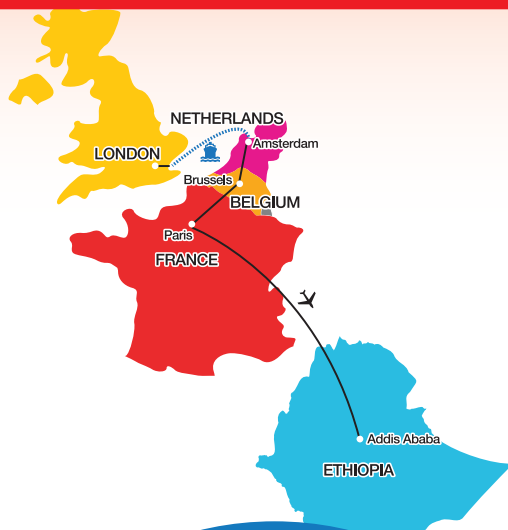 NETHERLANDS
Amsterdam
LONDON
Brussels
BELGIUM
Paris
FRANCE
Addis Ababa
ETHIOPIA